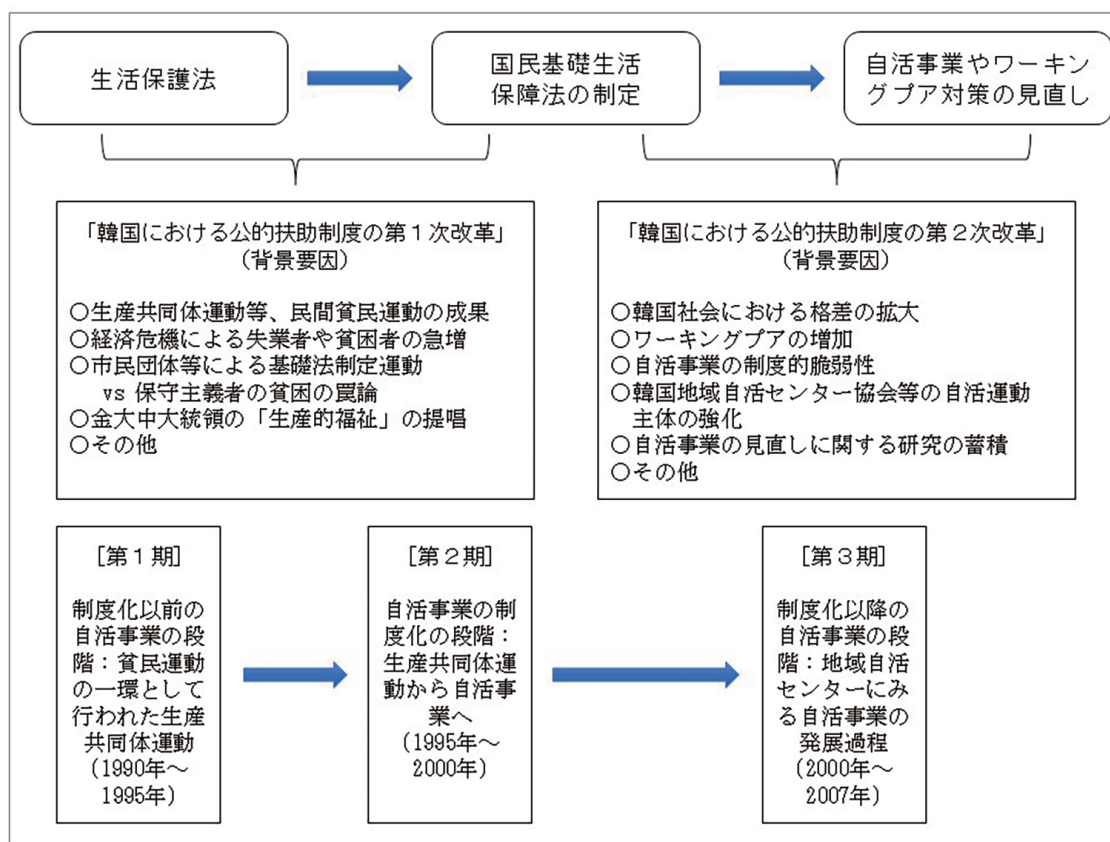 生活保護法
国民基礎生活
保障法の制定
自活事業やワーキン
グプア対策の見直し
「韓国における公的扶助制度の第１次改革」
（背景要因）
○生産共同体運動等、民間貧民運動の成果
○経済危機による失業者や貧困者の急増
○市民団体等による基礎法制定運動
vs 保守主義者の貧困の罠論
○金大中大統領の「生産的福祉」の提唱
○その他
「韓国における公的扶助制度の第２次改革」
（背景要因）
○韓国社会における格差の拡大
○ワーキングプアの増加
○自活事業の制度的脆弱性
○韓国地域自活センター協会等の自活運動
主体の強化
○自活事業の見直しに関する研究の蓄積
○その他
［第１期］
制度化以前の
自活事業の段
階：貧民運動
の一環として
行われた生産
共同体運動
(1990年～
1995年)
［第２期］
自活事業の制
度化の段階：
生産共同体運
動から自活事
業へ
(1995年～
2000年)
［第３期］
制度化以降の
自活事業の段
階：地域自活
センターにみ
る自活事業の
発展過程
(2000年～
2007年)